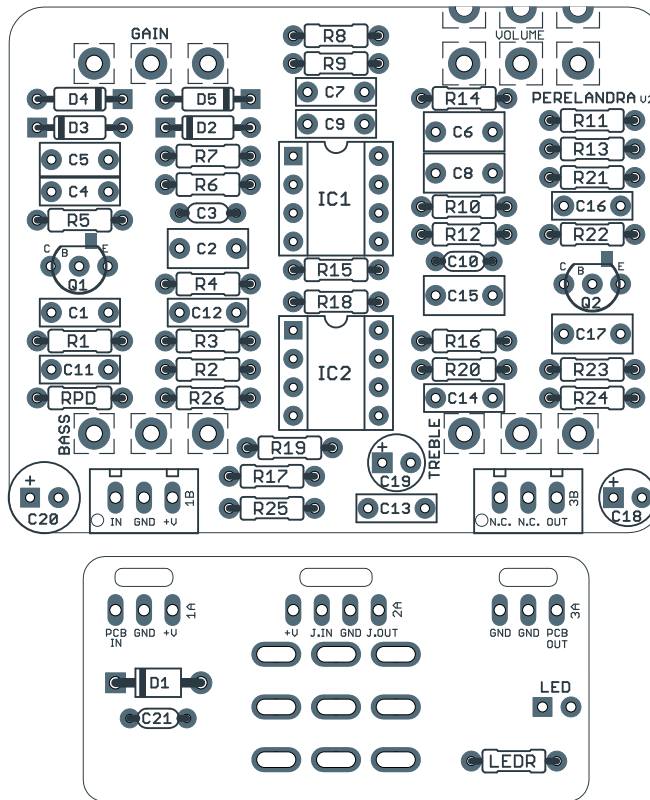 GAIN
VOLUME
R8
R9
D4
D5
C7
R14
PERELANDRA
D3
D2
C9
C6
R11
C5
R7
R13
C4
R6
IC1
C8
R21
R5
C3
R10
C16
C2
R12
R22
C B E
Q1
R4
R15
C10
C B E
Q2
C1
C12
R18
C15
R1
R3
R16
C17
C11
R2
IC2
R20
R23
RPD
R26
C14
R24
BASS
TREBLE
R19
R17
+
C19
+
C20
IN GND +V
1B
R25
C13
N.C. N.C. OUT
3B
+
C18
1A
2A
3A
PCB IN
GND +V
+V J.IN GND J.OUT
GND GND PCB
OUT
D1
C21
LED
LEDR